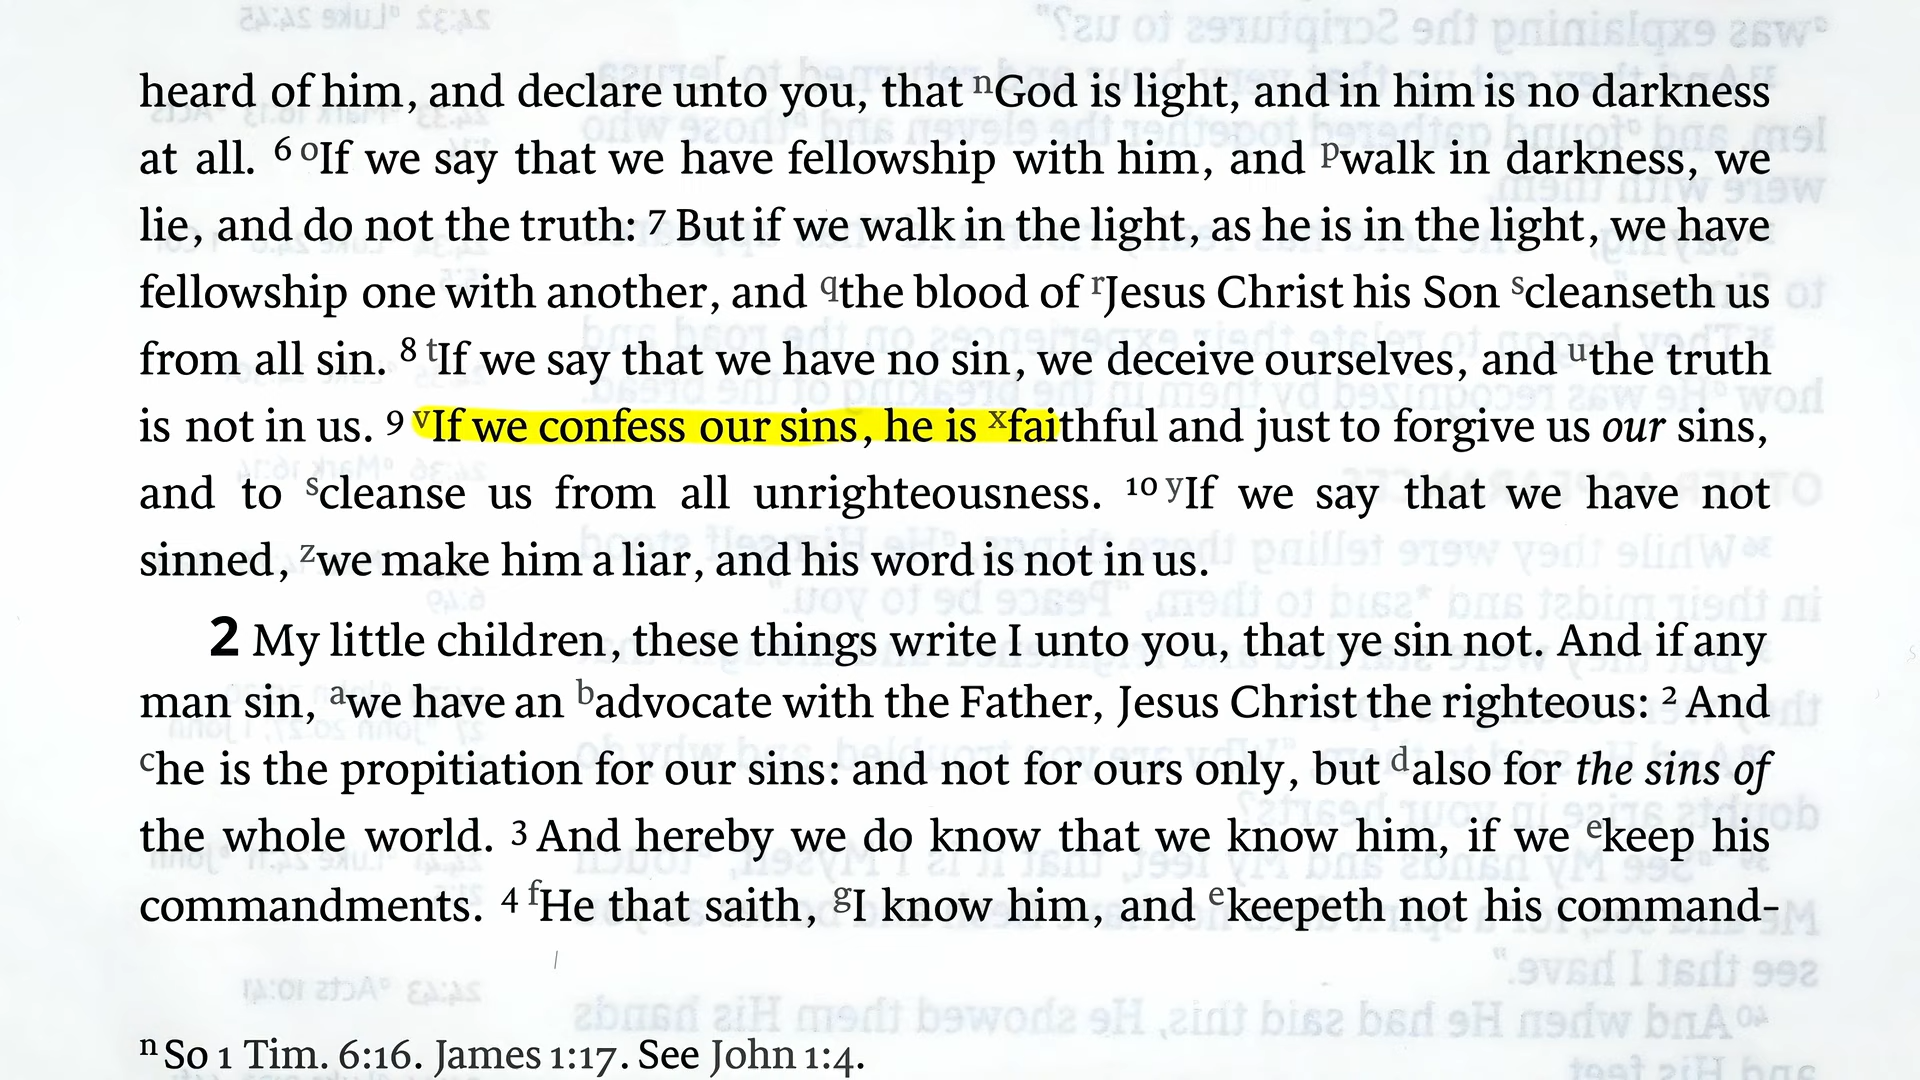 heard of him, and declare unto you, that ⁿGod is light, and in him is no darkness
at all. 6 ᵒIf we say that we have fellowship with him, and ᵖwalk in darkness, we
lie, and do not the truth: 7 But if we walk in the light, as he is in the light, we have
fellowship one with another, and qthe blood of ʳJesus Christ his Son ˢcleanseth us
from all sin. 8 ᵗIf we say that we have no sin, we deceive ourselves, and ᵘthe truth
is not in us. 9 ᵛIf we confess our sins, he is ˣfaithful and just to forgive us our sins,
and to ˢcleanse us from all unrighteousness. 10 ʸIf we say that we have not
sinned, ᶻwe make him a liar, and his word is not in us.
2 My little children, these things write I unto you, that ye sin not. And if any
man sin, ᵃwe have an ᵇadvocate with the Father, Jesus Christ the righteous: 2 And
ᶜhe is the propitiation for our sins: and not for ours only, but ᵈalso for the sins of
the whole world. 3 And hereby we do know that we know him, if we ᵉkeep his
commandments. 4 ᶠHe that saith, ᵍI know him, and ᵉkeepeth not his command-
ⁿ So 1 Tim. 6:16. James 1:17. See John 1:4.